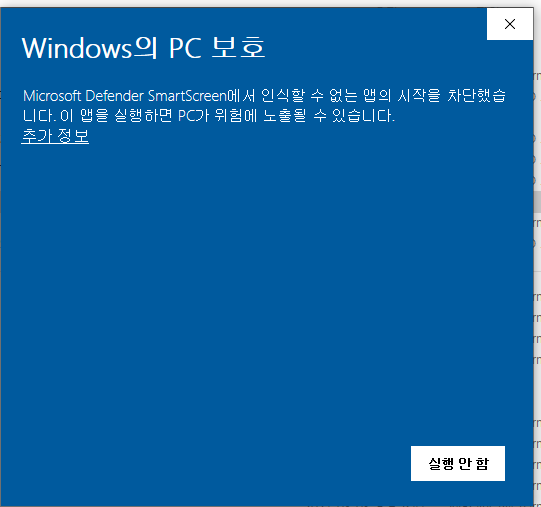 Windows의 PC 보호
Microsoft Defender SmartScreen에서 인식할 수 없는 앱의 시작을 차단했습
니다. 이 앱을 실행하면 PC가 위험에 노출될 수 있습니다.
추가 정보
실행 안 함